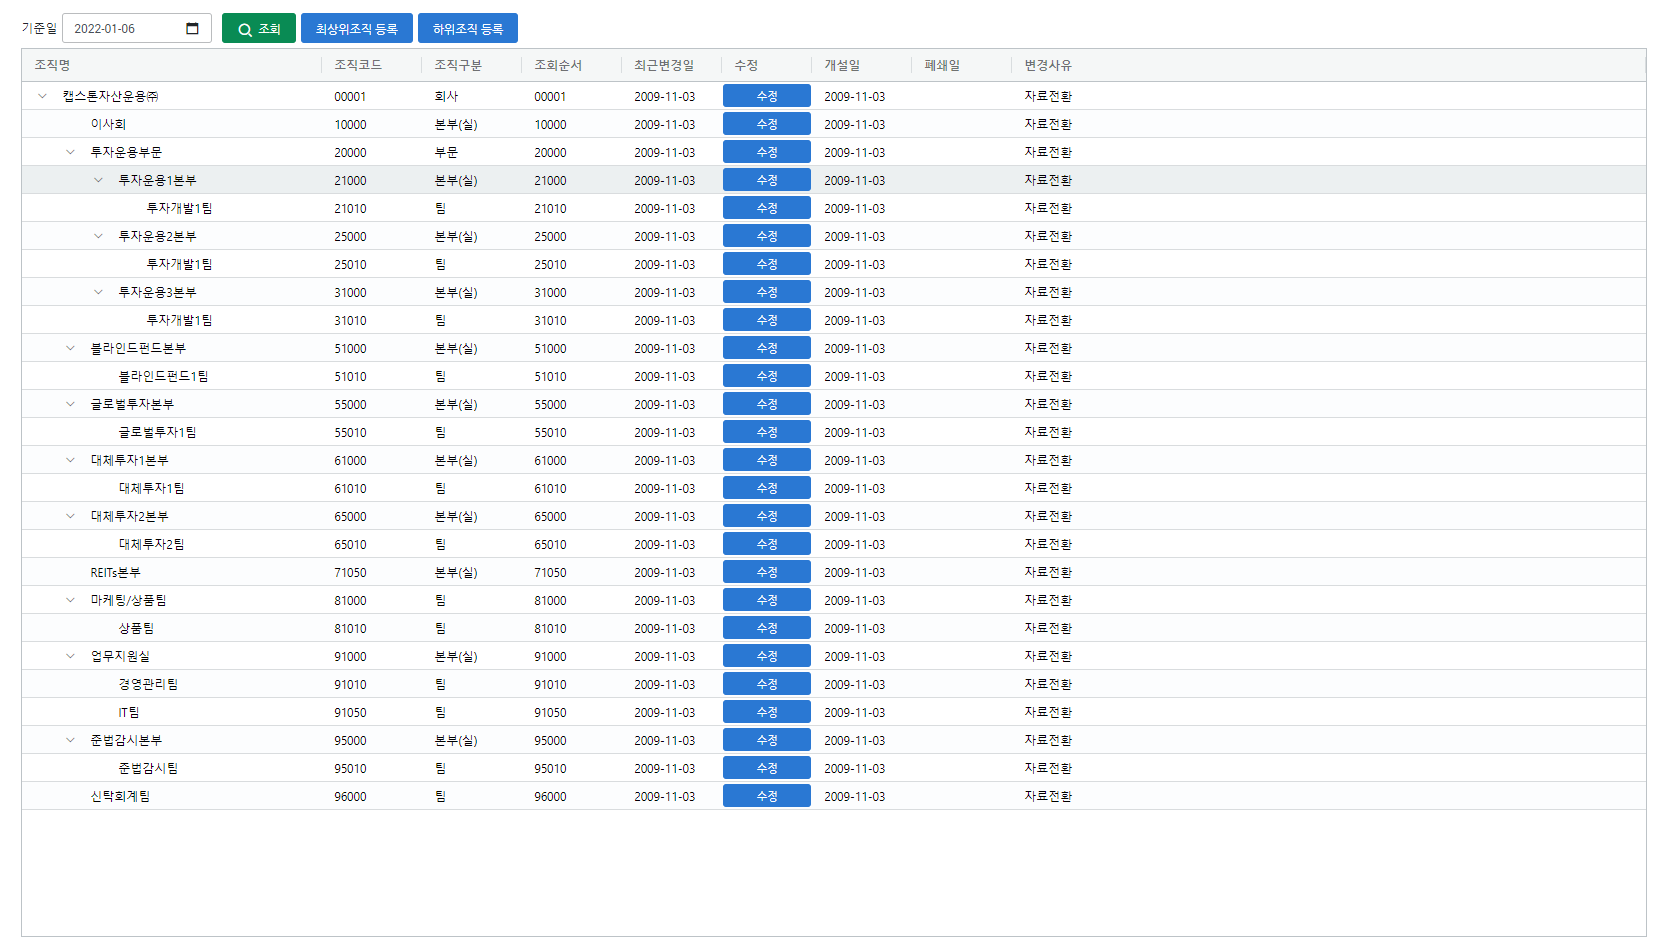 기준일 2022-01-06 조회 최상위조직 등록 하위조직 등록
조직명 조직코드 조직구분 조회순서 최근변경일 수정 개설일 폐쇄일 변경사유
캡스톤자산운용㈜ 00001 회사 00001 2009-11-03 수정 2009-11-03 자료전환
이사회 10000 본부(실) 10000 2009-11-03 수정 2009-11-03 자료전환
투자운용부문 20000 부문 20000 2009-11-03 수정 2009-11-03 자료전환
투자운용1본부 21000 본부(실) 21000 2009-11-03 수정 2009-11-03 자료전환
투자개발1팀 21010 팀 21010 2009-11-03 수정 2009-11-03 자료전환
투자운용2본부 25000 본부(실) 25000 2009-11-03 수정 2009-11-03 자료전환
투자개발1팀 25010 팀 25010 2009-11-03 수정 2009-11-03 자료전환
투자운용3본부 31000 본부(실) 31000 2009-11-03 수정 2009-11-03 자료전환
투자개발1팀 31010 팀 31010 2009-11-03 수정 2009-11-03 자료전환
블라인드펀드본부 51000 본부(실) 51000 2009-11-03 수정 2009-11-03 자료전환
블라인드펀드1팀 51010 팀 51010 2009-11-03 수정 2009-11-03 자료전환
글로벌투자본부 55000 본부(실) 55000 2009-11-03 수정 2009-11-03 자료전환
글로벌투자1팀 55010 팀 55010 2009-11-03 수정 2009-11-03 자료전환
대체투자1본부 61000 본부(실) 61000 2009-11-03 수정 2009-11-03 자료전환
대체투자1팀 61010 팀 61010 2009-11-03 수정 2009-11-03 자료전환
대체투자2본부 65000 본부(실) 65000 2009-11-03 수정 2009-11-03 자료전환
대체투자2팀 65010 팀 65010 2009-11-03 수정 2009-11-03 자료전환
REITs본부 71050 본부(실) 71050 2009-11-03 수정 2009-11-03 자료전환
마케팅/상품팀 81000 팀 81000 2009-11-03 수정 2009-11-03 자료전환
상품팀 81010 팀 81010 2009-11-03 수정 2009-11-03 자료전환
업무지원실 91000 본부(실) 91000 2009-11-03 수정 2009-11-03 자료전환
경영관리팀 91010 팀 91010 2009-11-03 수정 2009-11-03 자료전환
IT팀 91050 팀 91050 2009-11-03 수정 2009-11-03 자료전환
준법감시본부 95000 본부(실) 95000 2009-11-03 수정 2009-11-03 자료전환
준법감시팀 95010 팀 95010 2009-11-03 수정 2009-11-03 자료전환
신탁회계팀 96000 팀 96000 2009-11-03 수정 2009-11-03 자료전환